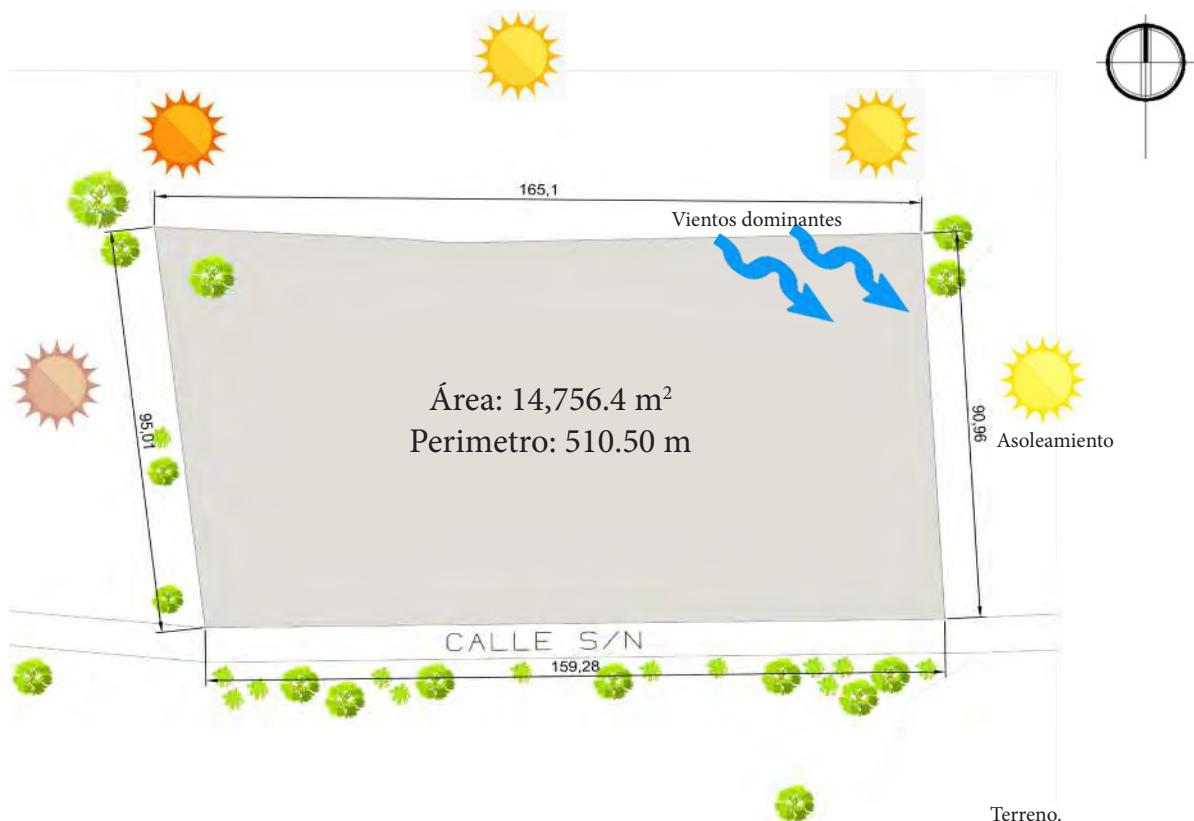 165,1
Vientos dominantes
95,01
Área: 14,756.4 m²
Perimetro: 510.50 m
90,96
Asoleamiento
CALLE S/N
159,28
Terreno.